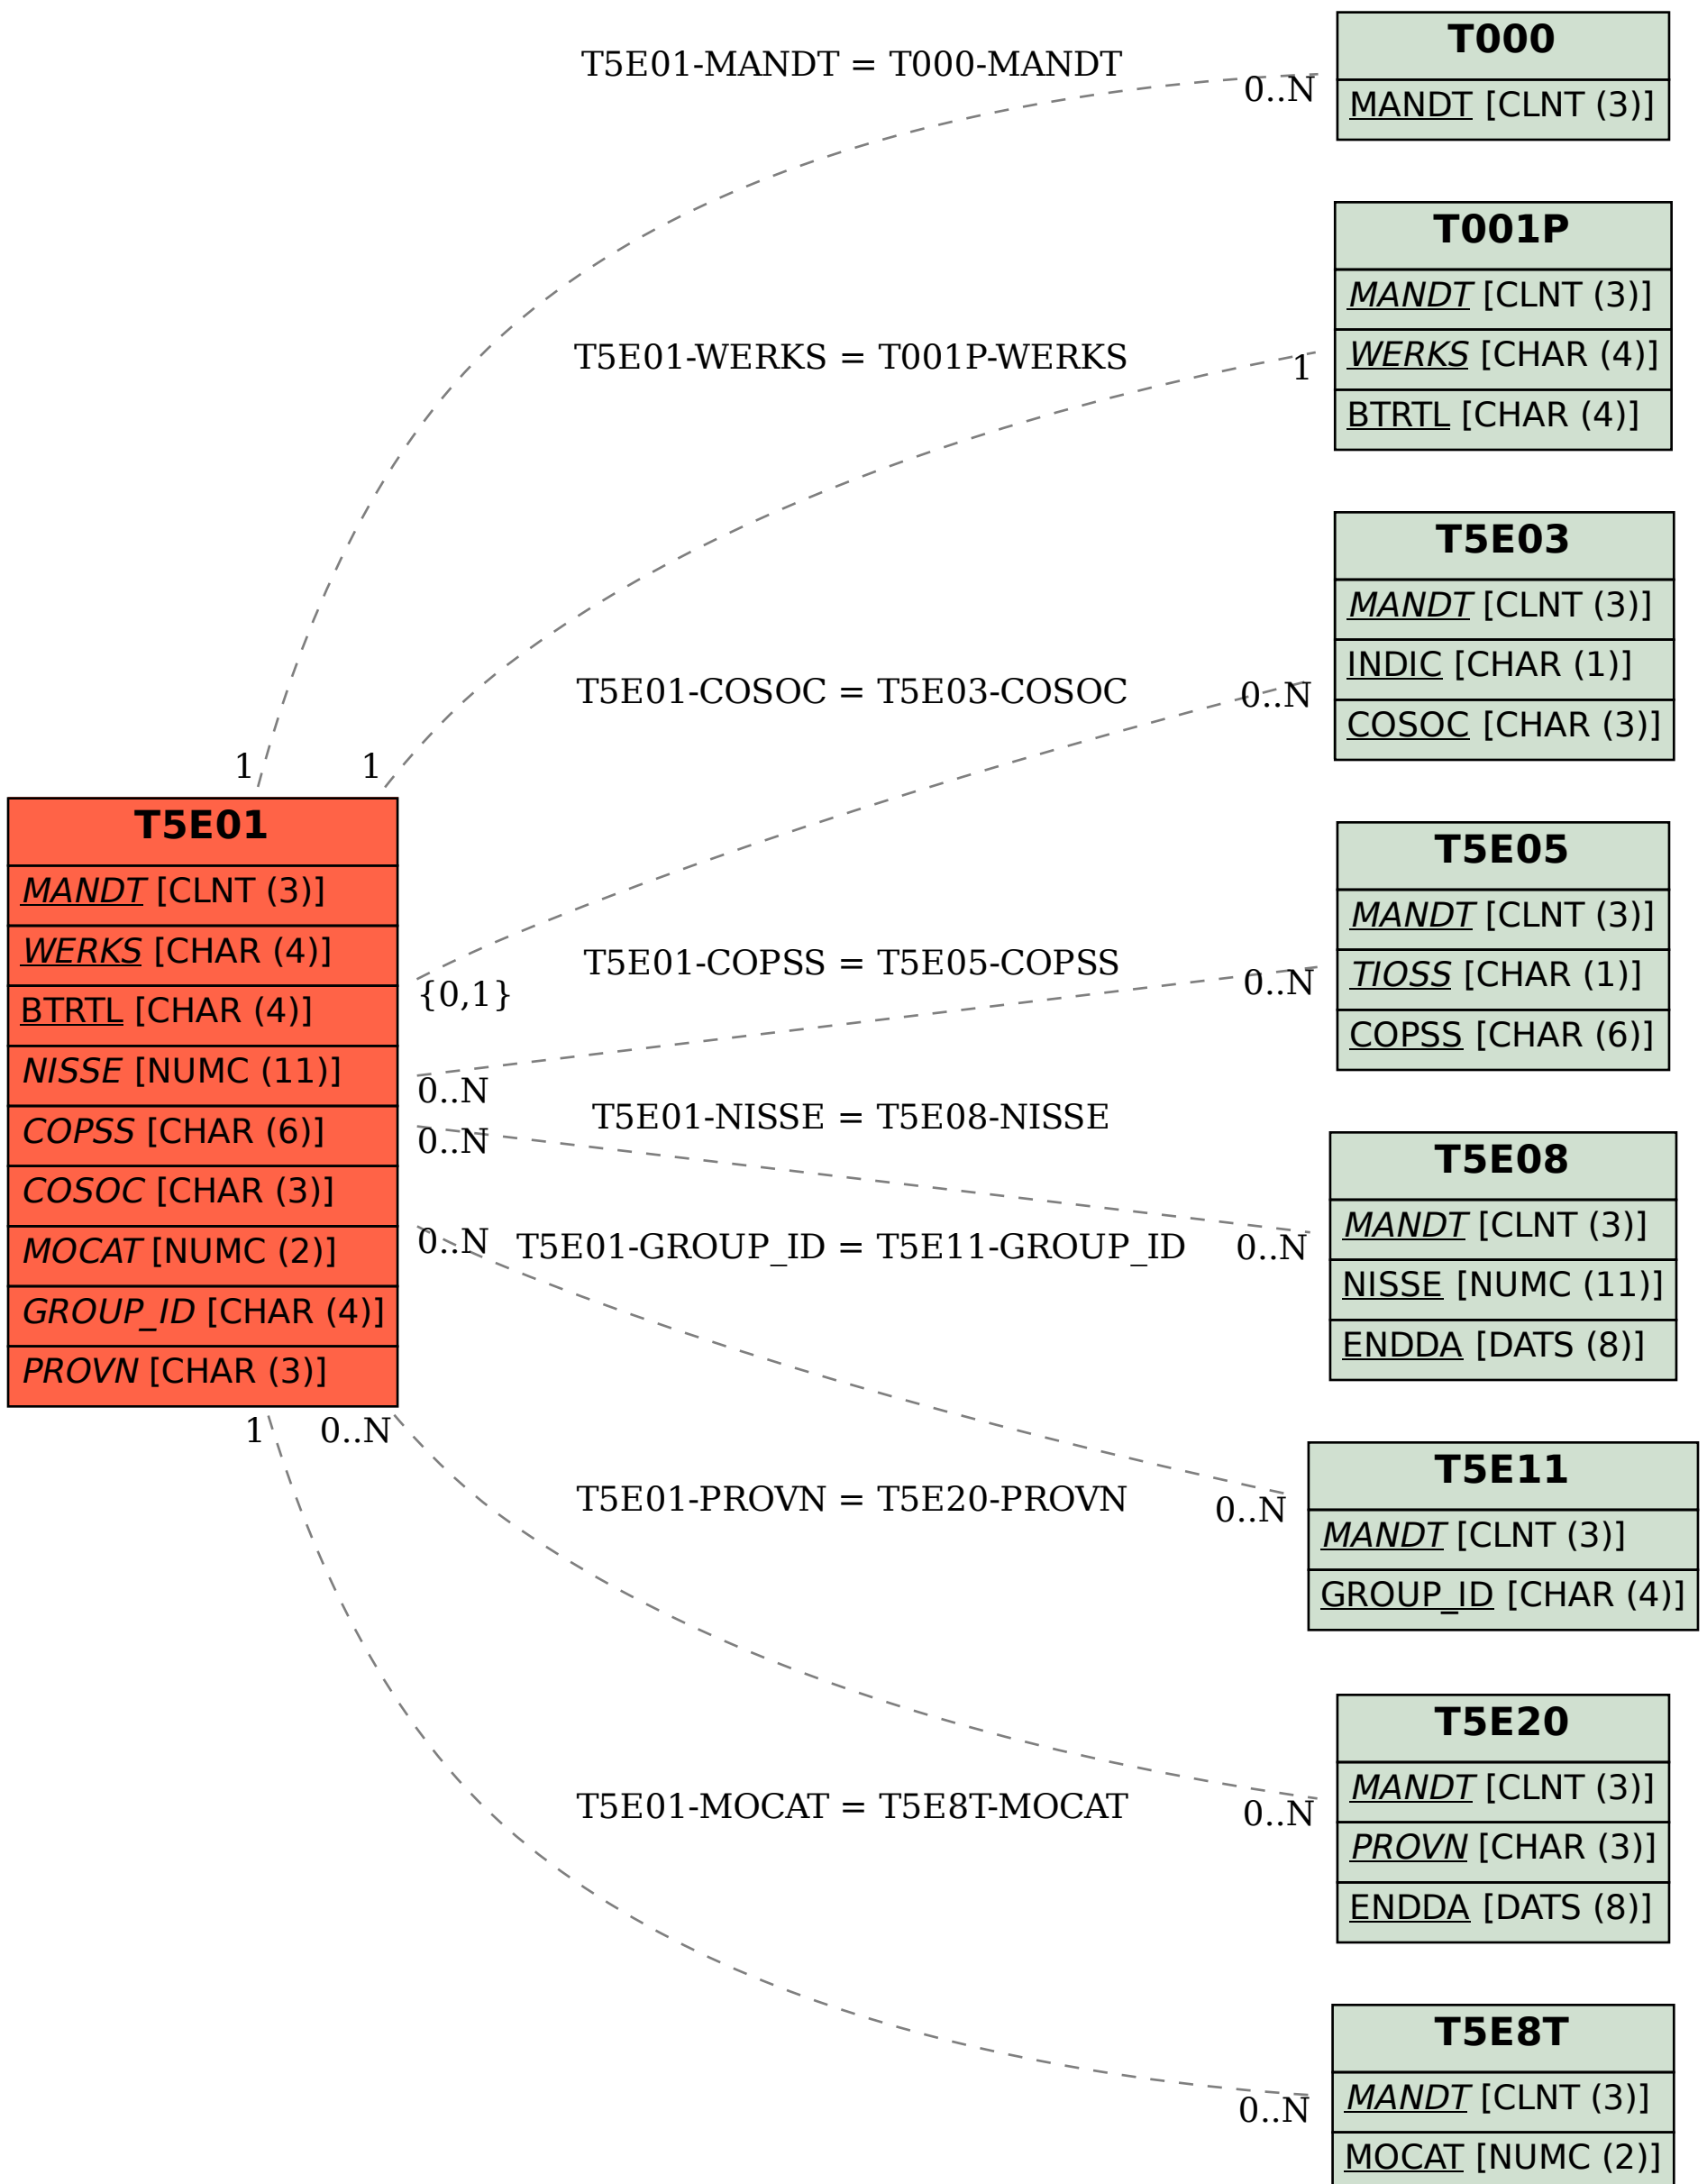 T000
T5E01-MANDT = T000-MANDT
0..N
MANDT [CLNT (3)]
T001P
MANDT [CLNT (3)]
T5E01-WERKS = T001P-WERKS
1
WERKS [CHAR (4)]
BTRTL [CHAR (4)]
T5E03
MANDT [CLNT (3)]
INDIC [CHAR (1)]
T5E01-COSOC = T5E03-COSOC
0..N
COSOC [CHAR (3)]
1
1
T5E01
MANDT [CLNT (3)]
WERKS [CHAR (4)]
BTRTL [CHAR (4)]
NISSE [NUMC (11)]
COPSS [CHAR (6)]
COSOC [CHAR (3)]
MOCAT [NUMC (2)]
GROUP_ID [CHAR (4)]
PROVN [CHAR (3)]
T5E05
MANDT [CLNT (3)]
T5E01-COPSS = T5E05-COPSS
{0,1}
0..N
TIOSS [CHAR (1)]
COPSS [CHAR (6)]
0..N
T5E01-NISSE = T5E08-NISSE
0..N
T5E08
MANDT [CLNT (3)]
0..N
T5E01-GROUP_ID = T5E11-GROUP_ID
0..N
NISSE [NUMC (11)]
ENDDA [DATS (8)]
1
0..N
T5E11
T5E01-PROVN = T5E20-PROVN
0..N
MANDT [CLNT (3)]
GROUP_ID [CHAR (4)]
T5E20
MANDT [CLNT (3)]
T5E01-MOCAT = T5E8T-MOCAT
0..N
PROVN [CHAR (3)]
ENDDA [DATS (8)]
T5E8T
MANDT [CLNT (3)]
0..N
MOCAT [NUMC (2)]